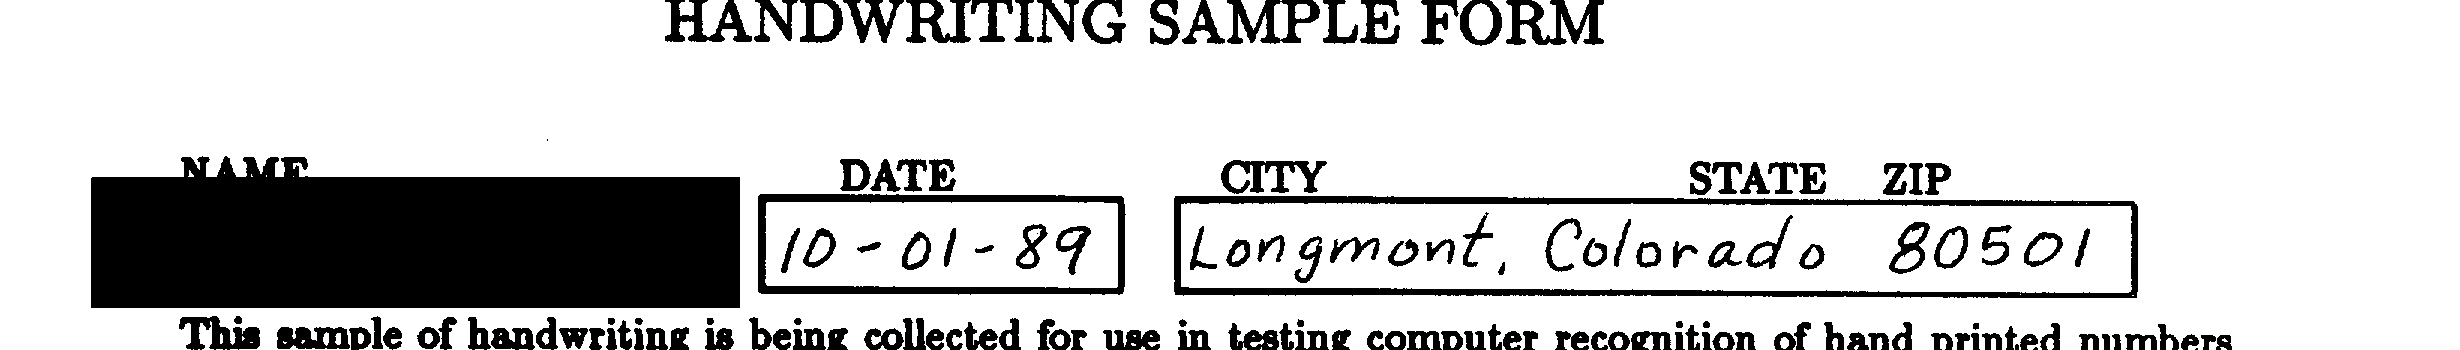 HANDWRITING SAMPLE FORM
NAME DATE CITY STATE ZIP
10-01-89 Longmont, Colorado 80501
This sample of handwriting is being collected for use in testing computer recognition of hand printed numbers